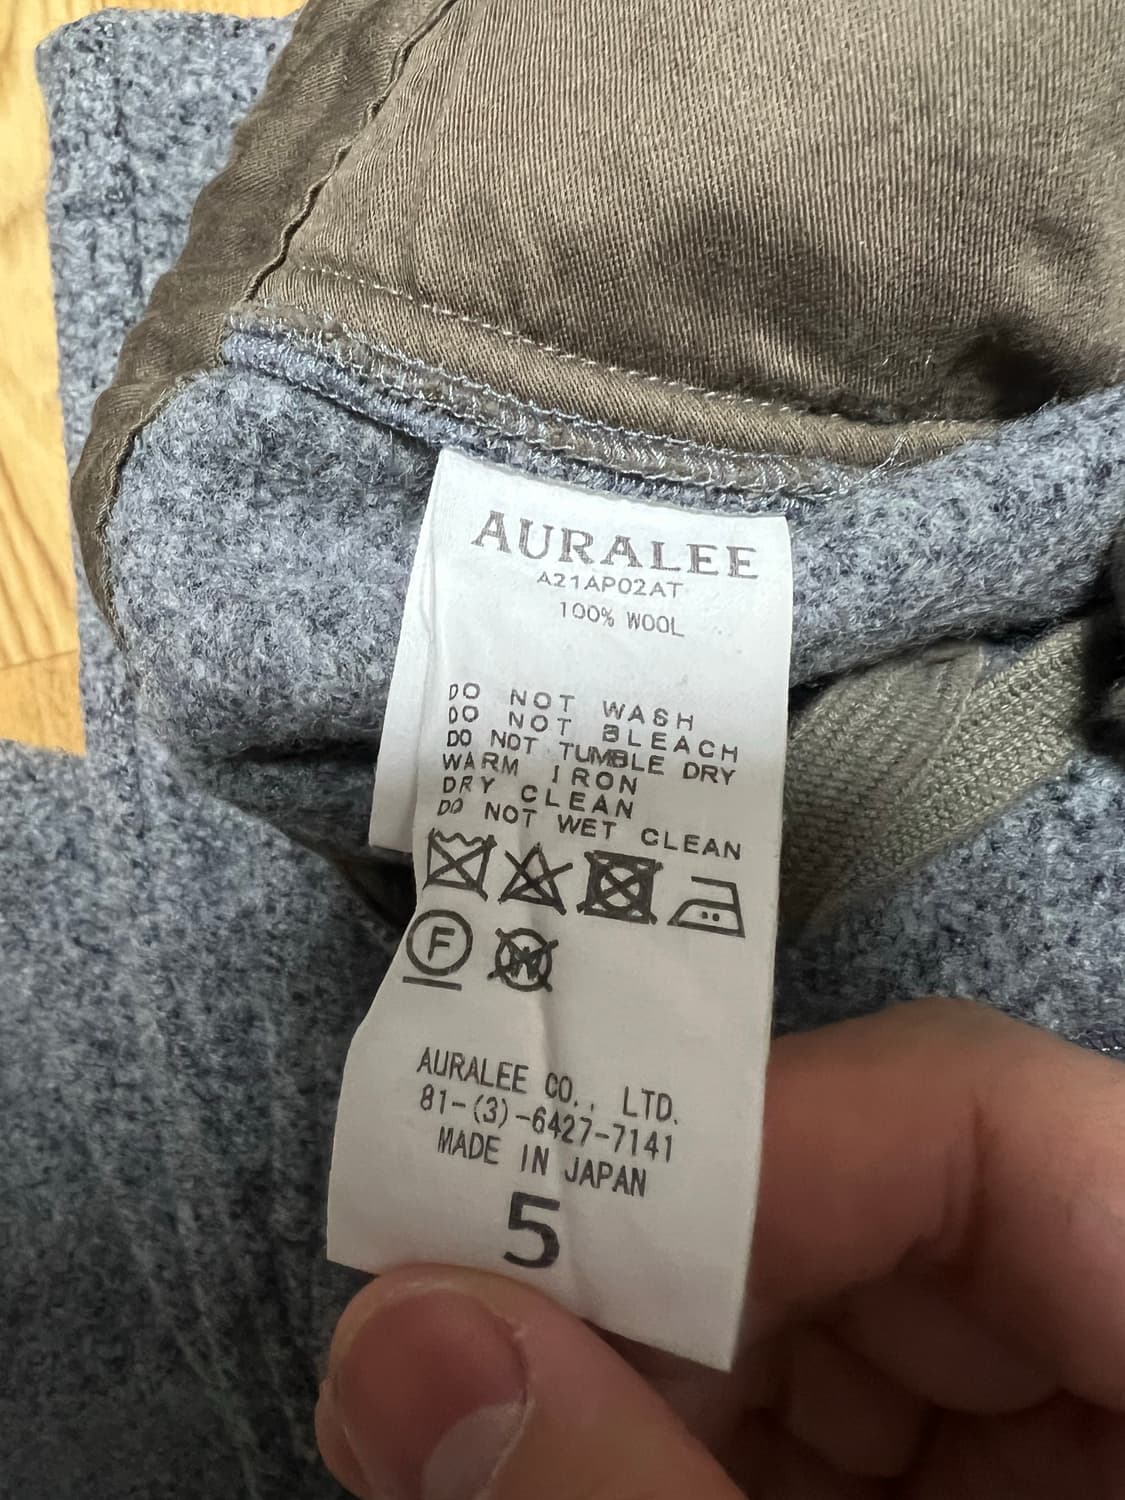 AURALEE
A21AP02AT
100% WOOL
DO NOT WASH
DO NOT BLEACH
DO NOT TUMBLE DRY
WARM IRON
DRY CLEAN
DO NOT WET CLEAN
F W
AURALEE CO., LTD.
81-(3)-6427-7141
MADE IN JAPAN
5